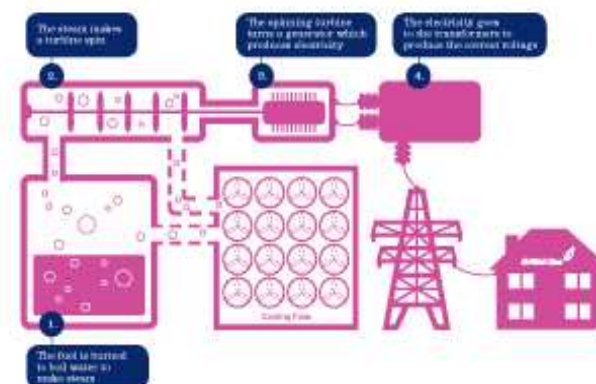 The steam makes
a turbine spin
The spinning turbine
turns a generator which
produces electricity
The electricity goes
to the transformers to
produce the correct voltage
2.
3.
4.
Cooling Fans
1.
The fuel is burned
to boil water to
make steam